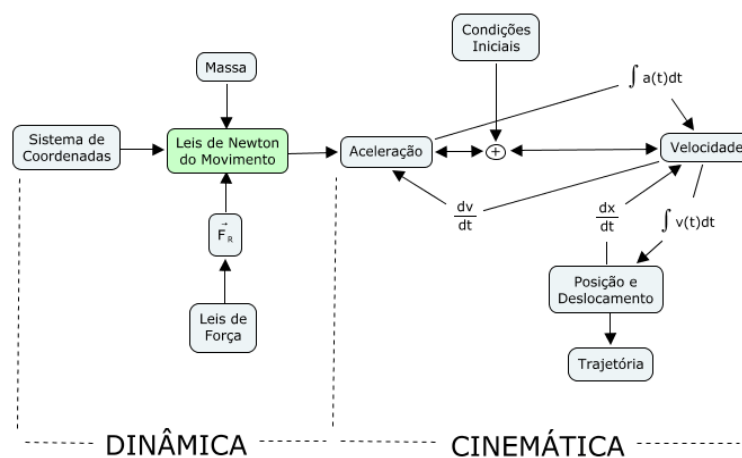 Condições
Iniciais
Massa
∫ a(t)dt
Sistema de
Coordenadas
Leis de Newton
do Movimento
Aceleração
+
Velocidade
dv
dt
dx
dt
∫ v(t)dt
F⃗R
Posição e
Deslocamento
Leis de
Força
Trajetória
DINÂMICA
CINEMÁTICA